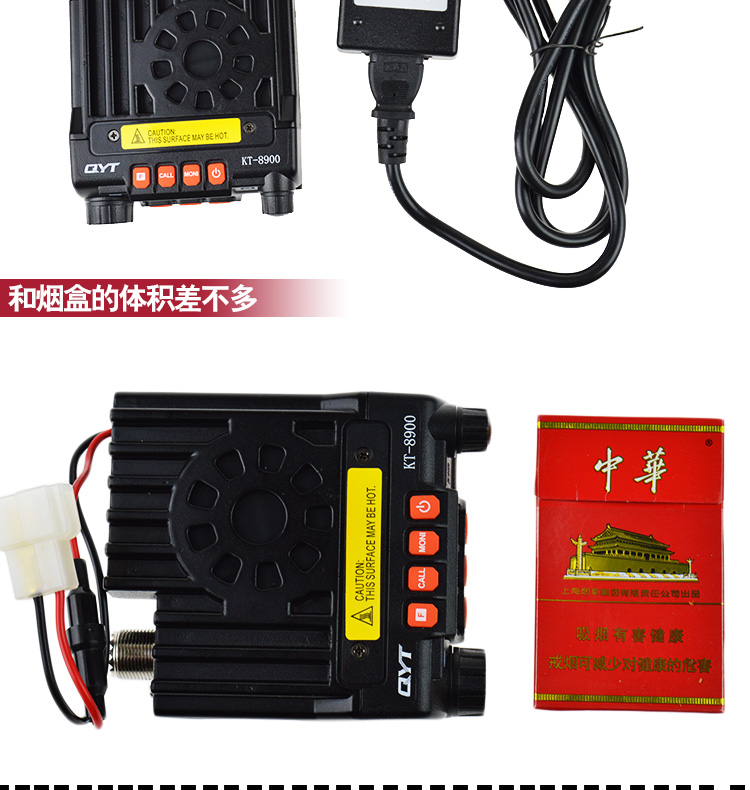 CAUTION:
THIS SURFACE MAY BE HOT.
KT-8900
QYT
F
CALL
MONI
和烟盒的体积差不多
KT-8900
MONI
CALL
F
CAUTION:
THIS SURFACE MAY BE HOT.
QYT
中華
®
吸烟有害健康
戒烟可减少对健康的危害